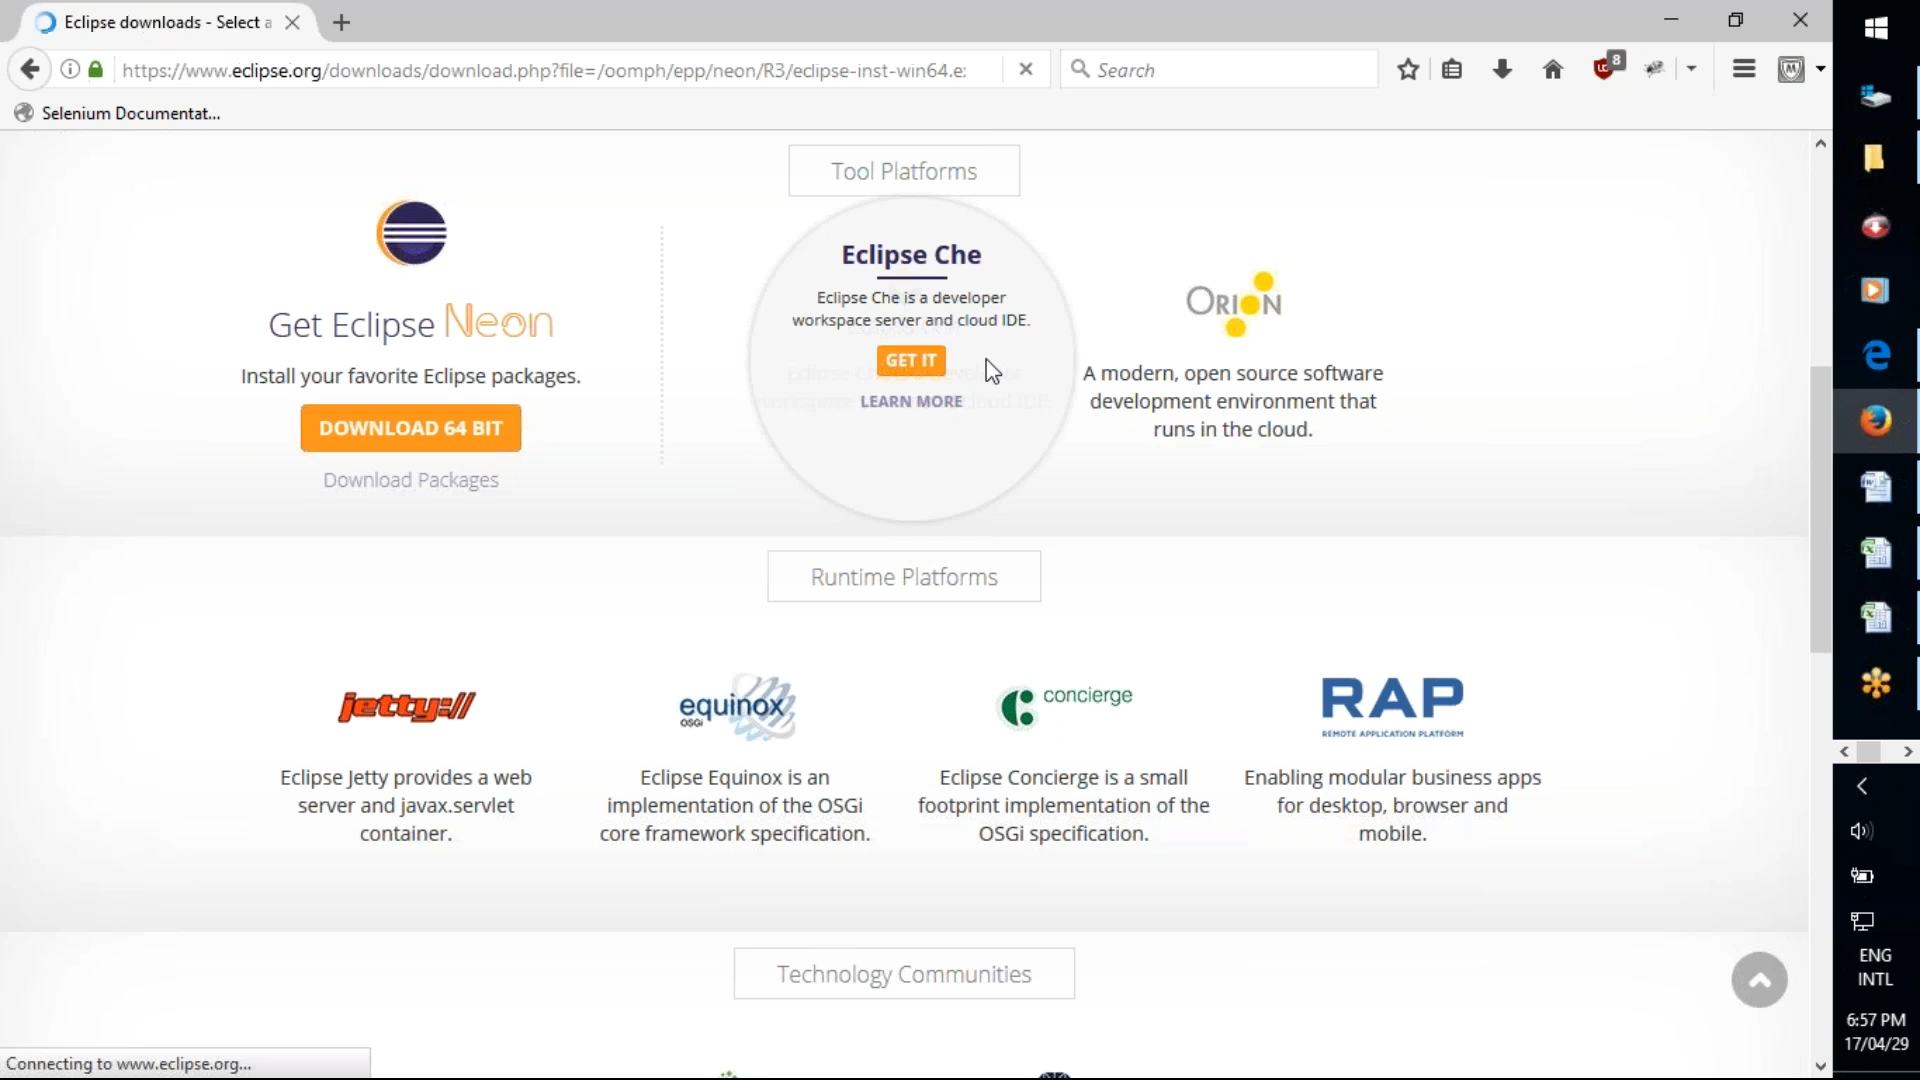 Eclipse downloads - Select a
https://www.eclipse.org/downloads/download.php?file=/oomph/epp/neon/R3/eclipse-inst-win64.e
Search
8
Selenium Documentat...
Tool Platforms
Get Eclipse Neon
Install your favorite Eclipse packages.
DOWNLOAD 64 BIT
Download Packages
Eclipse Che
Eclipse Che is a developer
workspace server and cloud IDE.
GET IT
LEARN MORE
ORION
A modern, open source software
development environment that
runs in the cloud.
Runtime Platforms
jetty://
Eclipse Jetty provides a web
server and javax.servlet
container.
equinox
OSGi
Eclipse Equinox is an
implementation of the OSGi
core framework specification.
concierge
Eclipse Concierge is a small
footprint implementation of the
OSGi specification.
RAP
REMOTE APPLICATION PLATFORM
Enabling modular business apps
for desktop, browser and
mobile.
Technology Communities
Connecting to www.eclipse.org...
ENG
INTL
6:57 PM
17/04/29